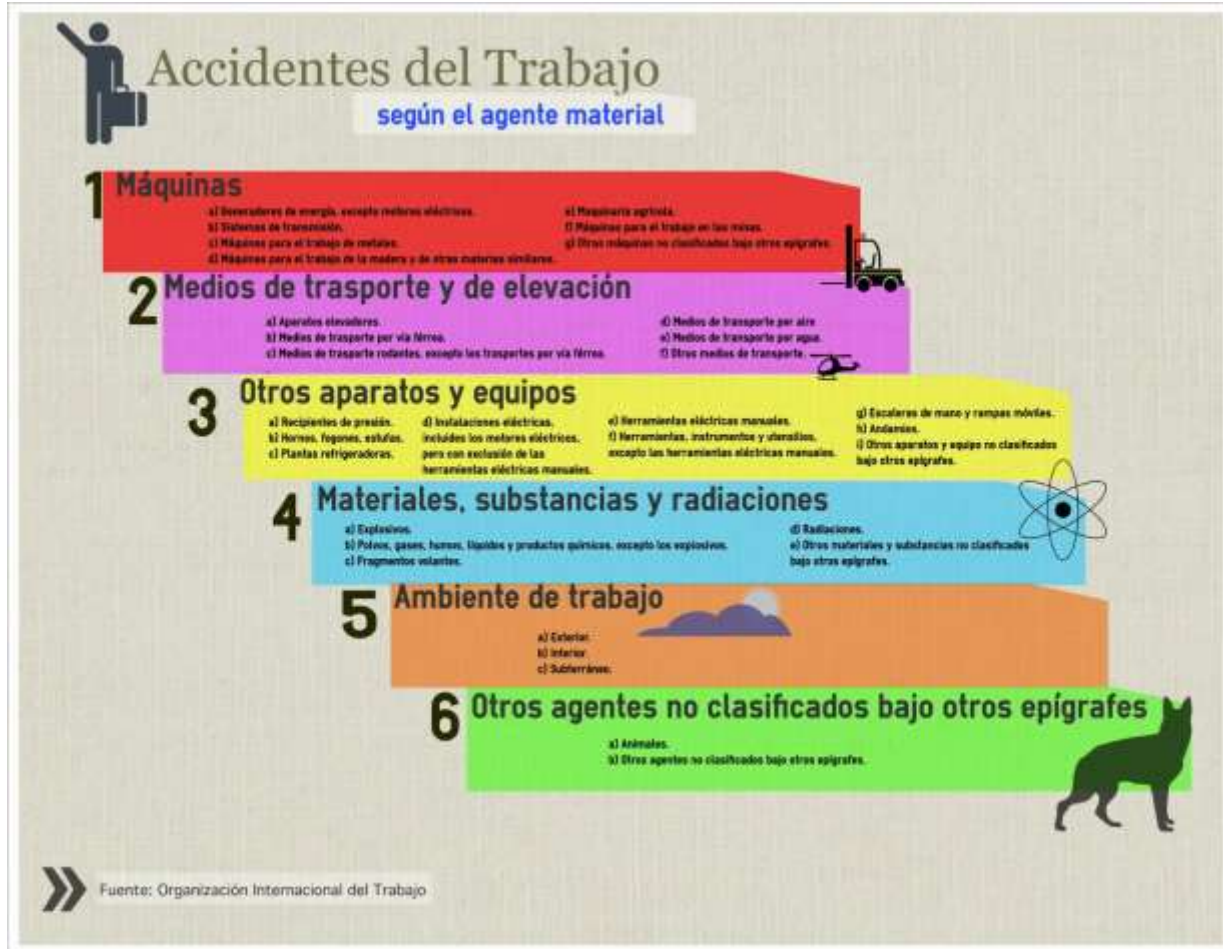 Accidentes del Trabajo
según el agente material
1 Máquinas
a) Generadores de energía, excepto motores eléctricos.
b) Sistemas de transmisión.
c) Máquinas para el trabajo de metales.
d) Máquinas para el trabajo de la madera y de otras materias similares.
e) Maquinaria agrícola.
f) Máquinas para el trabajo en las minas.
g) Otras máquinas no clasificados bajo otros epígrafes.
2 Medios de trasporte y de elevación
a) Aparatos elevadores.
b) Medios de trasporte por vía férrea.
c) Medios de trasporte rodantes, excepto los trasportes por vía férrea.
d) Medios de transporte por aire
e) Medios de transporte por agua.
f) Otros medios de transporte.
3 Otros aparatos y equipos
a) Recipientes de presión.
b) Hornos, fogones, estufas.
c) Plantas refrigeradoras.
d) Instalaciones eléctricas,
incluidos los motores eléctricos,
pero con exclusión de las
herramientas eléctricas manuales.
e) Herramientas eléctricas manuales.
f) Herramientas, instrumentos y utensilios,
excepto las herramientas eléctricas manuales.
g) Escaleras de mano y rampas móviles.
h) Andamios.
i) Otros aparatos y equipo no clasificados
bajo otros epígrafes.
4 Materiales, substancias y radiaciones
a) Explosivos.
b) Polvos, gases, humos, líquidos y productos químicos, excepto los explosivos.
c) Fragmentos volantes.
d) Radiaciones.
e) Otros materiales y substancias no clasificados
bajo otros epígrafes.
5 Ambiente de trabajo
a) Exterior.
b) Interior.
c) Subterráneo.
6 Otros agentes no clasificados bajo otros epígrafes
a) Animales.
b) Otros agentes no clasificados bajo otros epígrafes.
Fuente: Organización Internacional del Trabajo